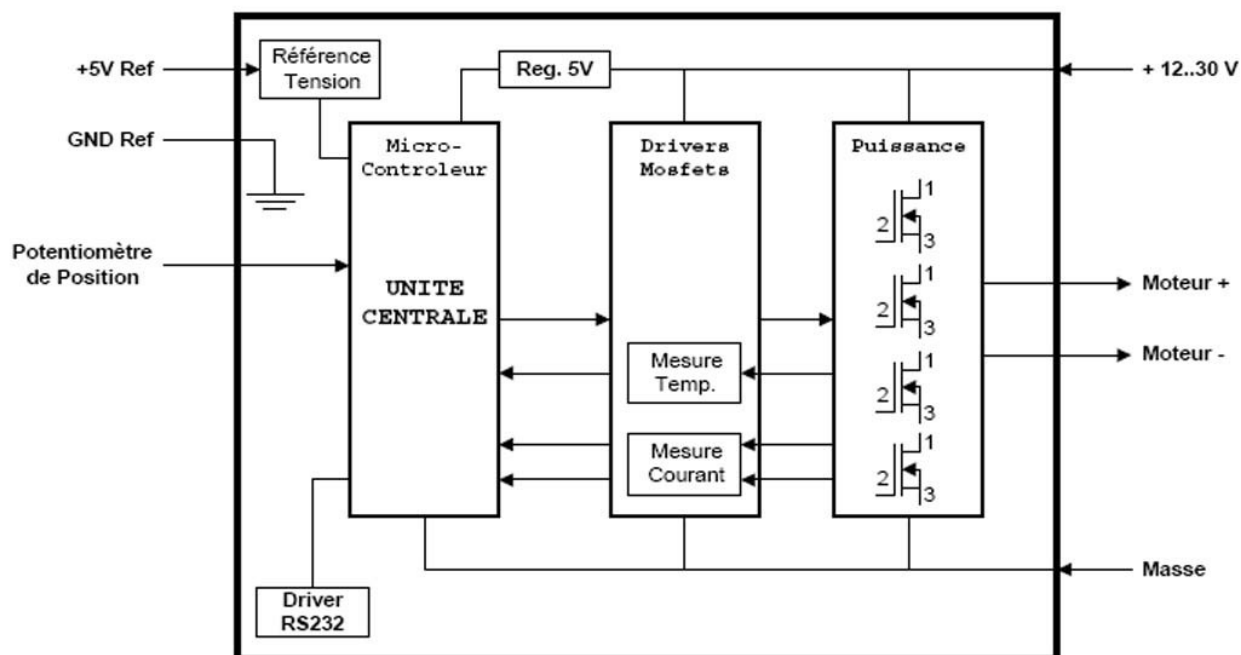 +5V Ref
Référence
Tension
Reg. 5V
+ 12..30 V
GND Ref
Micro-
Controleur
Drivers
Mosfets
Puissance
1
2
3
Potentiomètre
de Position
UNITE
CENTRALE
1
2
3
Moteur +
Mesure
Temp.
1
2
3
Moteur -
Mesure
Courant
1
2
3
Masse
Driver
RS232